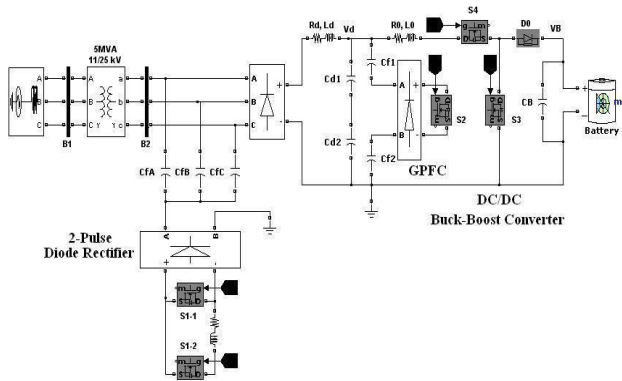 S4
5MVA
11/25 kV
Rd, Ld
Vd
R0, L0
g m
D S
D0
VB
A
A
a
A
+
Cd1
Cf1
A
B
B
b
B
S2
S3
CB
+
m
C
C
c
C
-
B
Battery
B1
Y Yo
B2
Cd2
Cf2
GPFC
CfA
CfB
CfC
DC/DC
Buck-Boost Converter
2-Pulse
Diode Rectifier
A
B
+
-
m g
S D
S1-1
S1-2
m g
S D